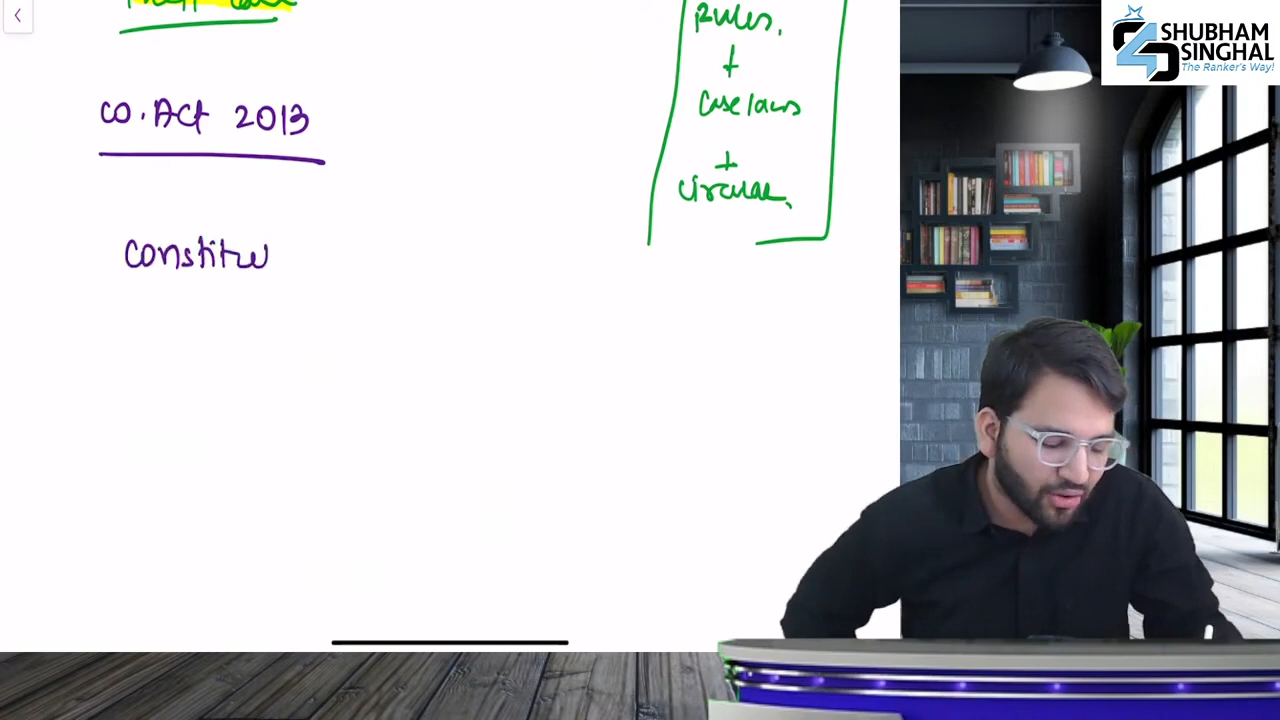 co. Act 2013
constitu
Rules,
+
Case laws
+
circular,
SHUBHAM
SINGHAL
The Ranker's Way!